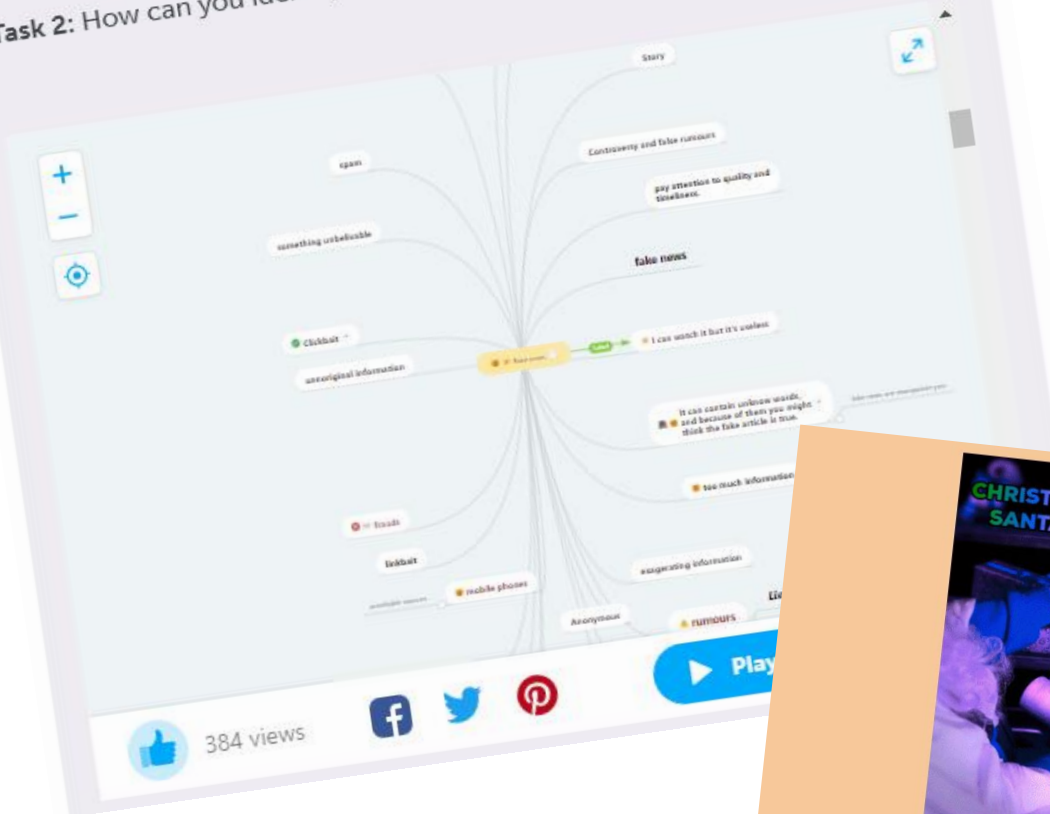 Task 2: How can you
Story
spam
Controversy and fake rumours
pay attention to quality and
timeliness.
something unbelievable
fake news
Clickbait
I can watch it but it's useless
unoriginal information
It can contain unknow words,
and because of them you might
think the fake article is true.
too much information
frauds
linkbait
exagerating information
mobile phones
Anonymous
rumours
Play
384 views
CHRIST
SANT